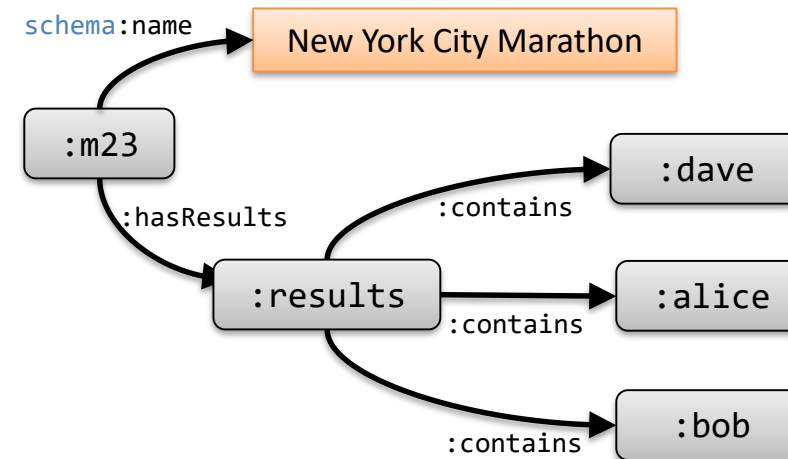 schema:name
New York City Marathon
:m23
:dave
:contains
:hasResults
:results
:alice
:contains
:bob
:contains